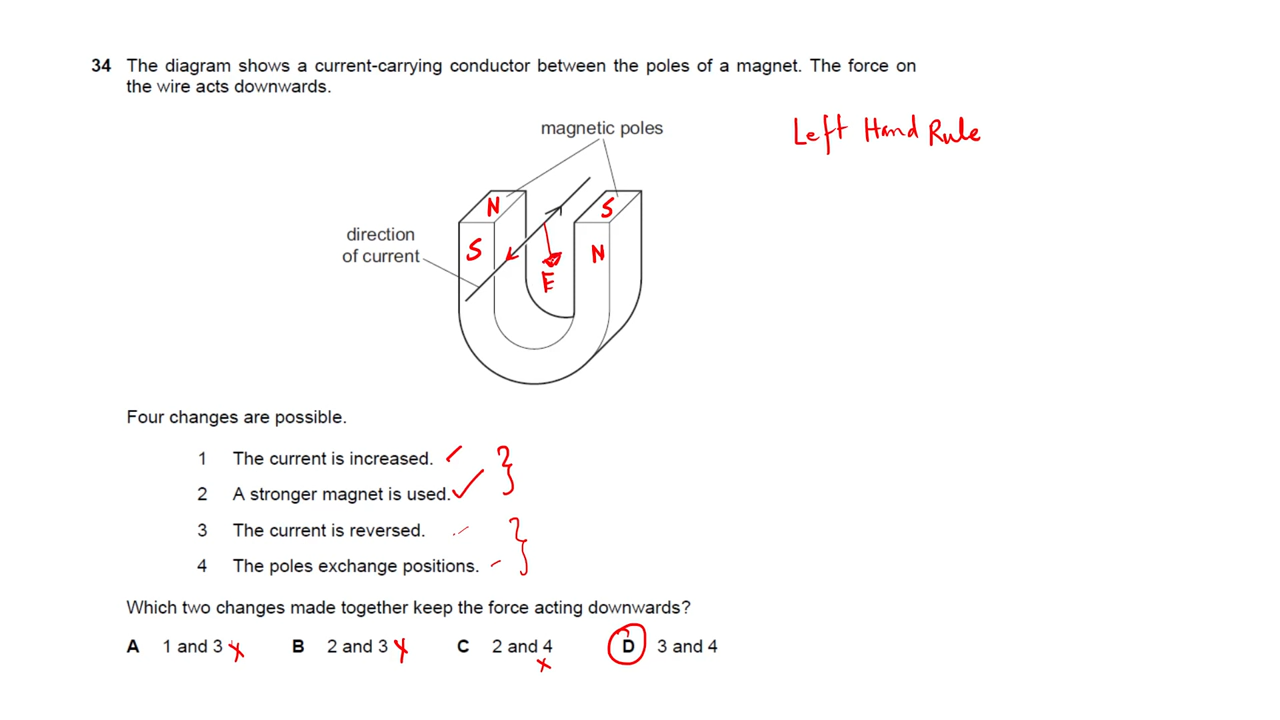 34 The diagram shows a current-carrying conductor between the poles of a magnet. The force on
the wire acts downwards.
Left Hand Rule
magnetic poles
N
S
direction
of current
S
N
F
Four changes are possible.
1 The current is increased.
2 A stronger magnet is used.
3 The current is reversed.
4 The poles exchange positions.
Which two changes made together keep the force acting downwards?
A 1 and 3 B 2 and 3 C 2 and 4 D 3 and 4